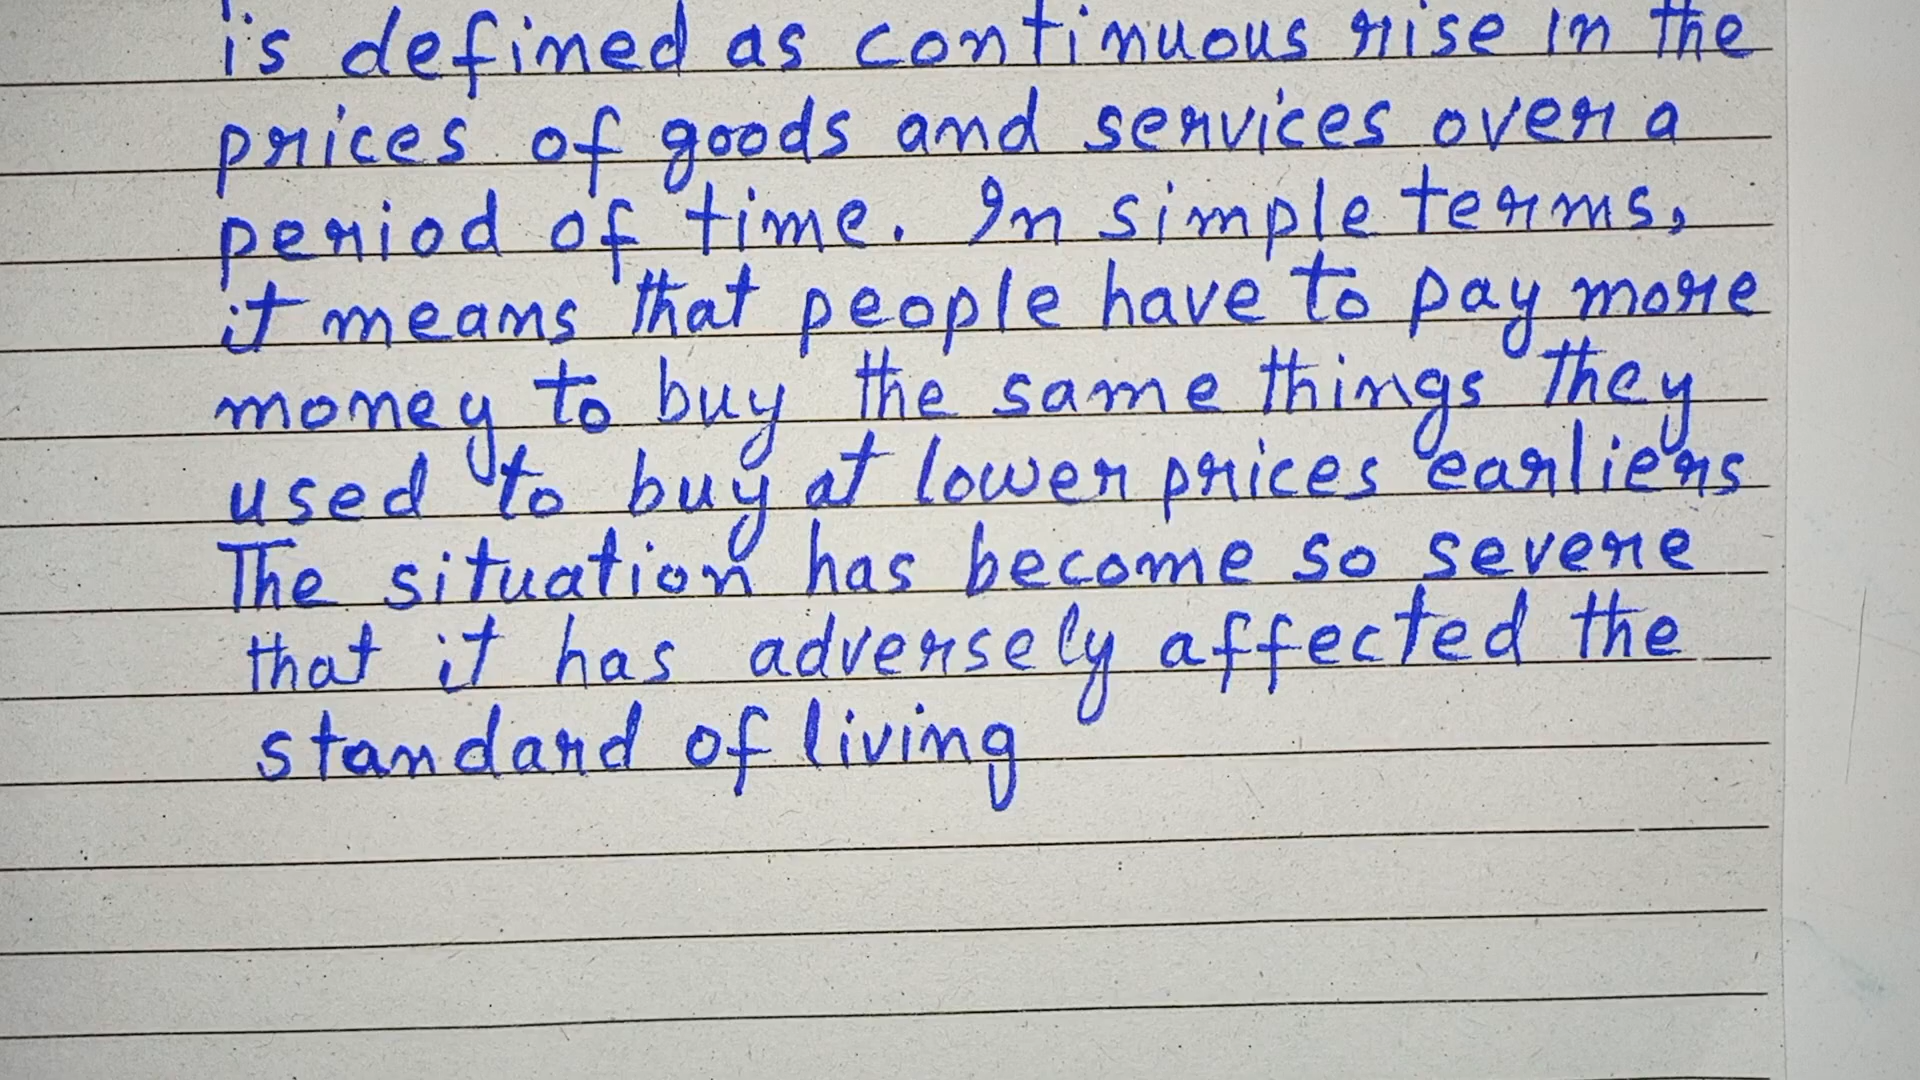 is defined as continuous rise in the
prices of goods and services over a
period of time. In simple terms,
it means that people have to pay more
money to buy the same things they
used to buy at lower prices earliers
The situation has become so severe
that it has adversely affected the
standard of living